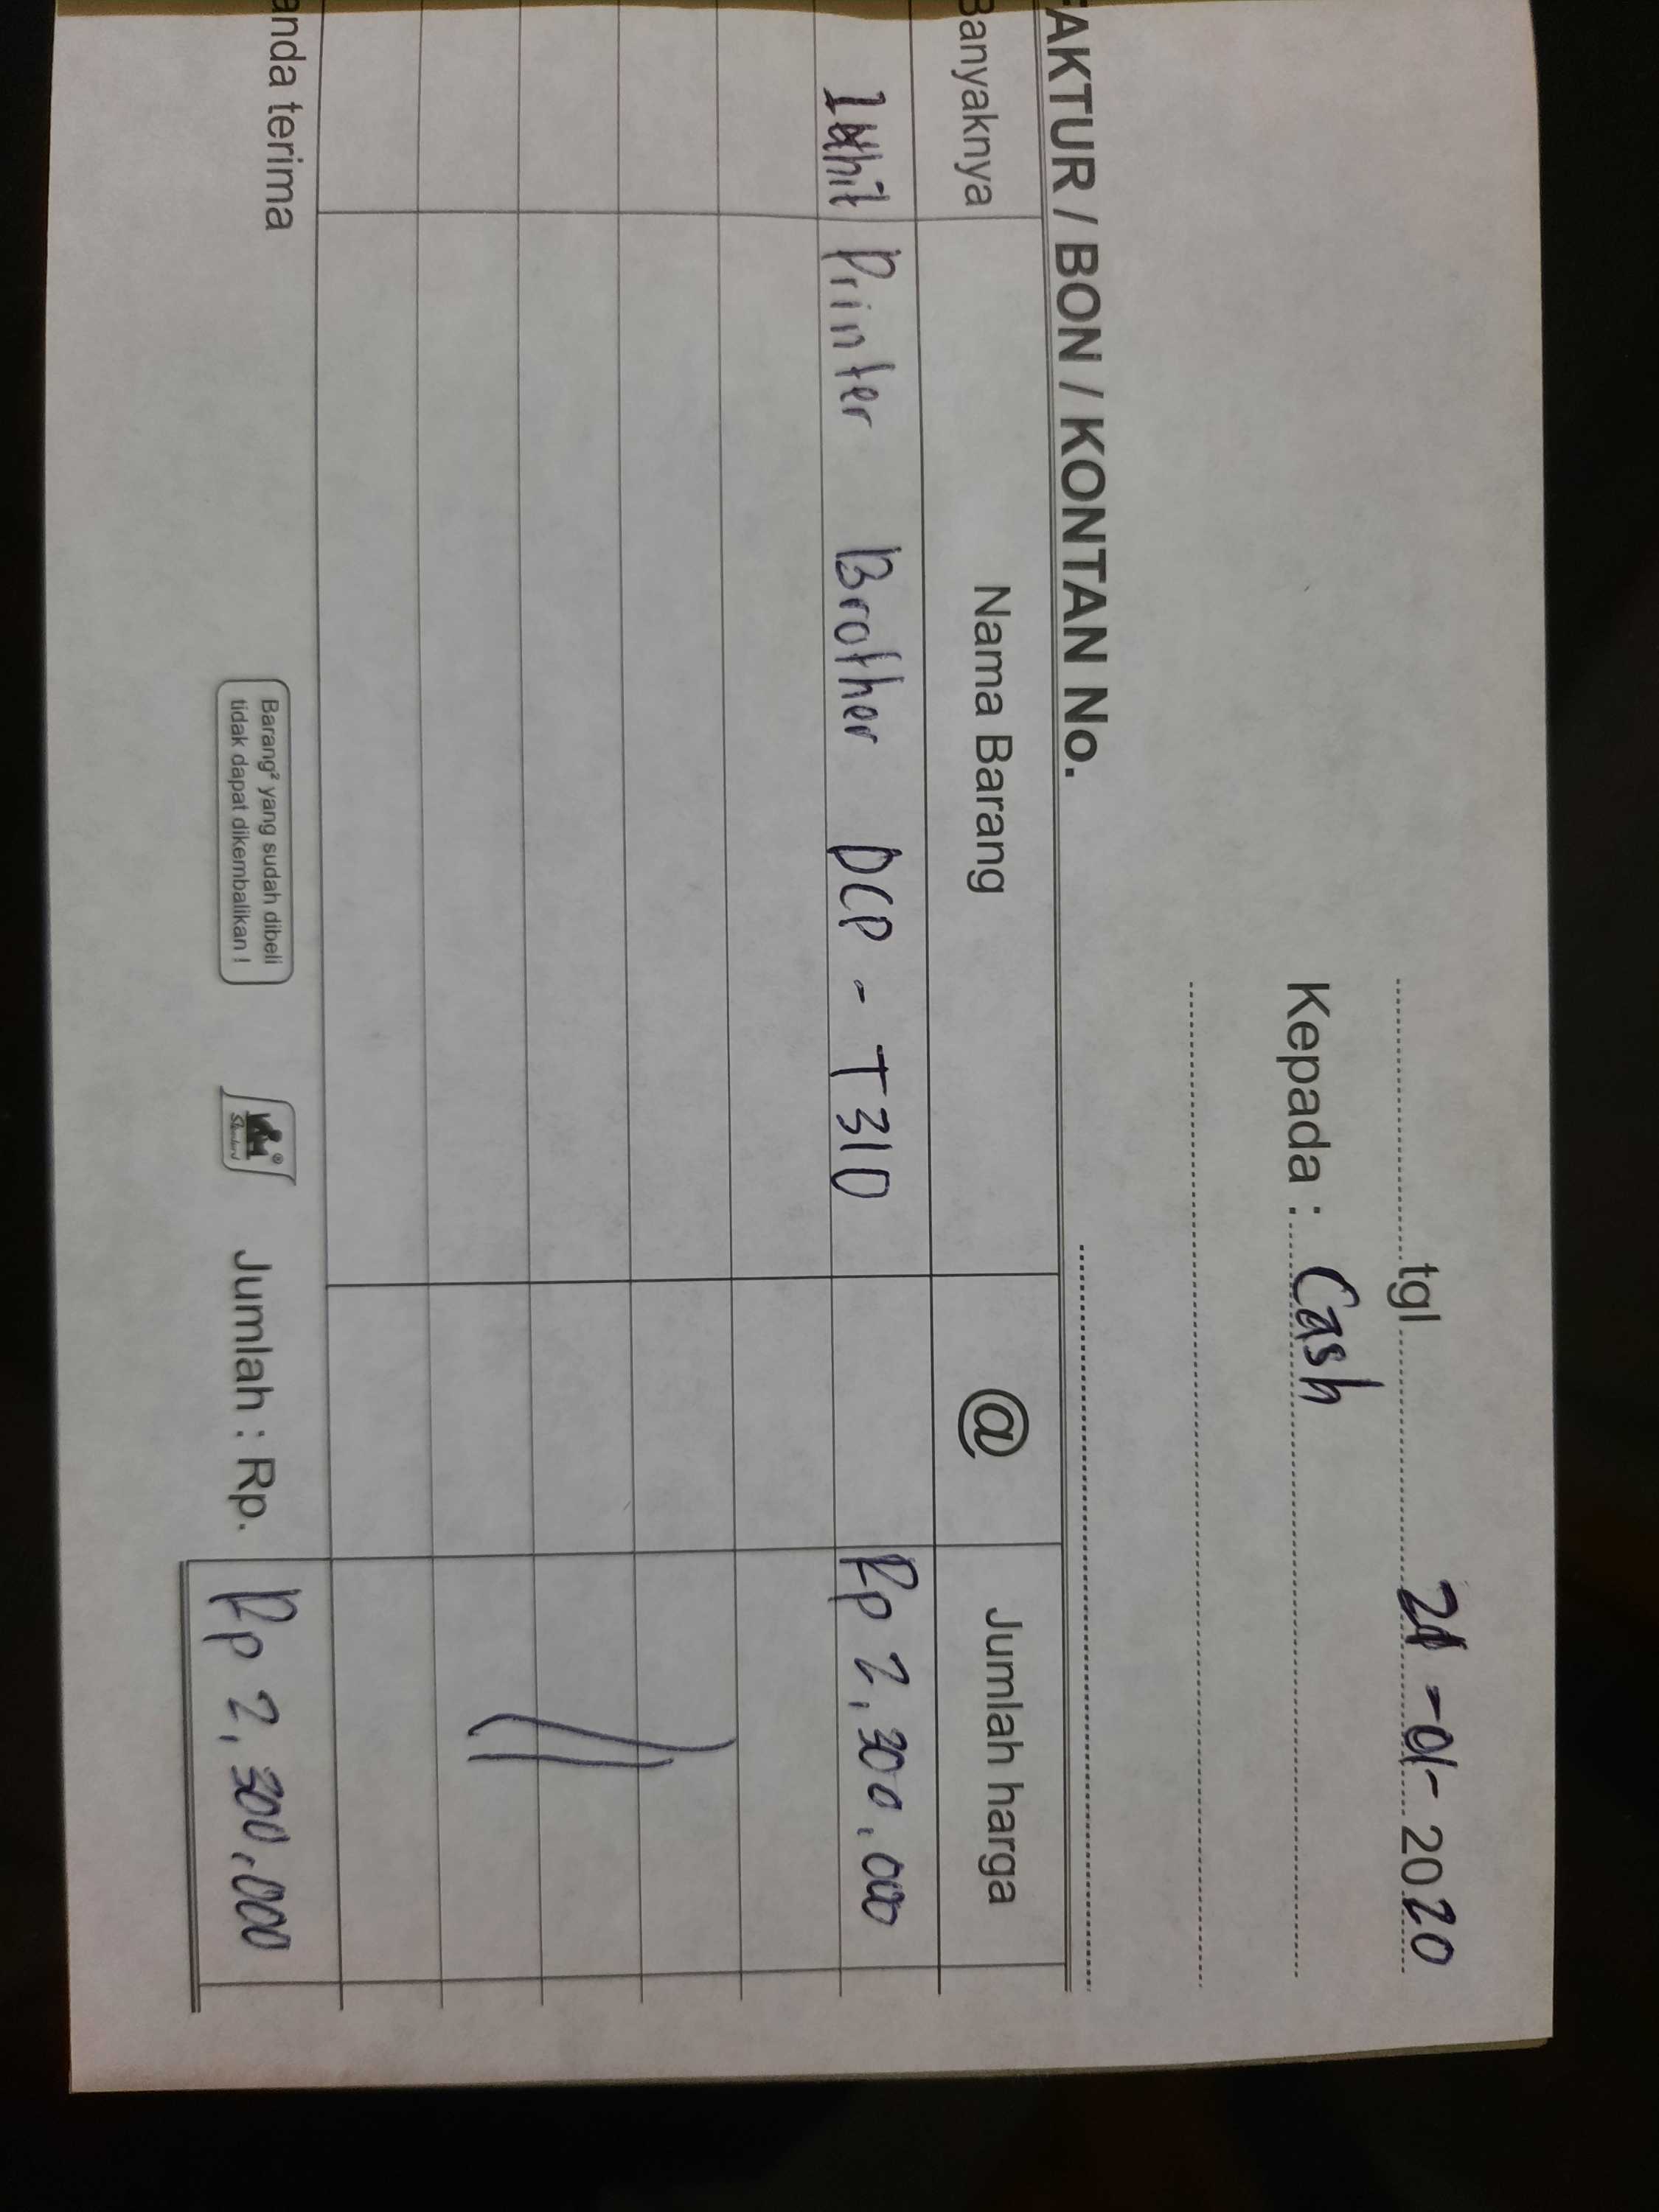 tgl 21 - 01 - 2020
Kepada : Cash
FAKTUR / BON / KONTAN No.
Banyaknya Nama Barang @ Jumlah harga
1 Unit Printer Brother DCP - T310 Rp 2,300.000
anda terima Barang² yang sudah dibeli
tidak dapat dikembalikan !
Jumlah : Rp. Rp 2,300.000